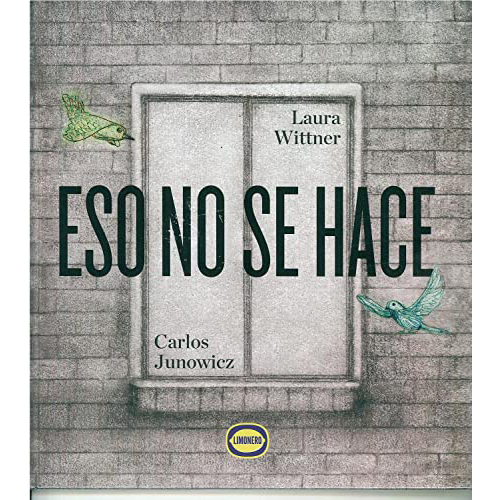 Laura
Wittner
ESO NO SE HACE
Carlos
Junowicz
LIMONERO